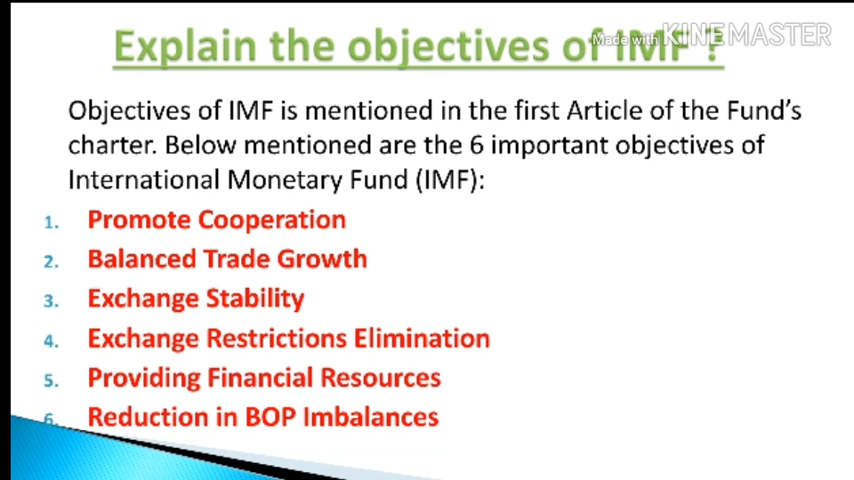 Explain the objectives of IMF ?
Made with KINEMASTER
Objectives of IMF is mentioned in the first Article of the Fund's
charter. Below mentioned are the 6 important objectives of
International Monetary Fund (IMF):
1. Promote Cooperation
2. Balanced Trade Growth
3. Exchange Stability
4. Exchange Restrictions Elimination
5. Providing Financial Resources
6. Reduction in BOP Imbalances